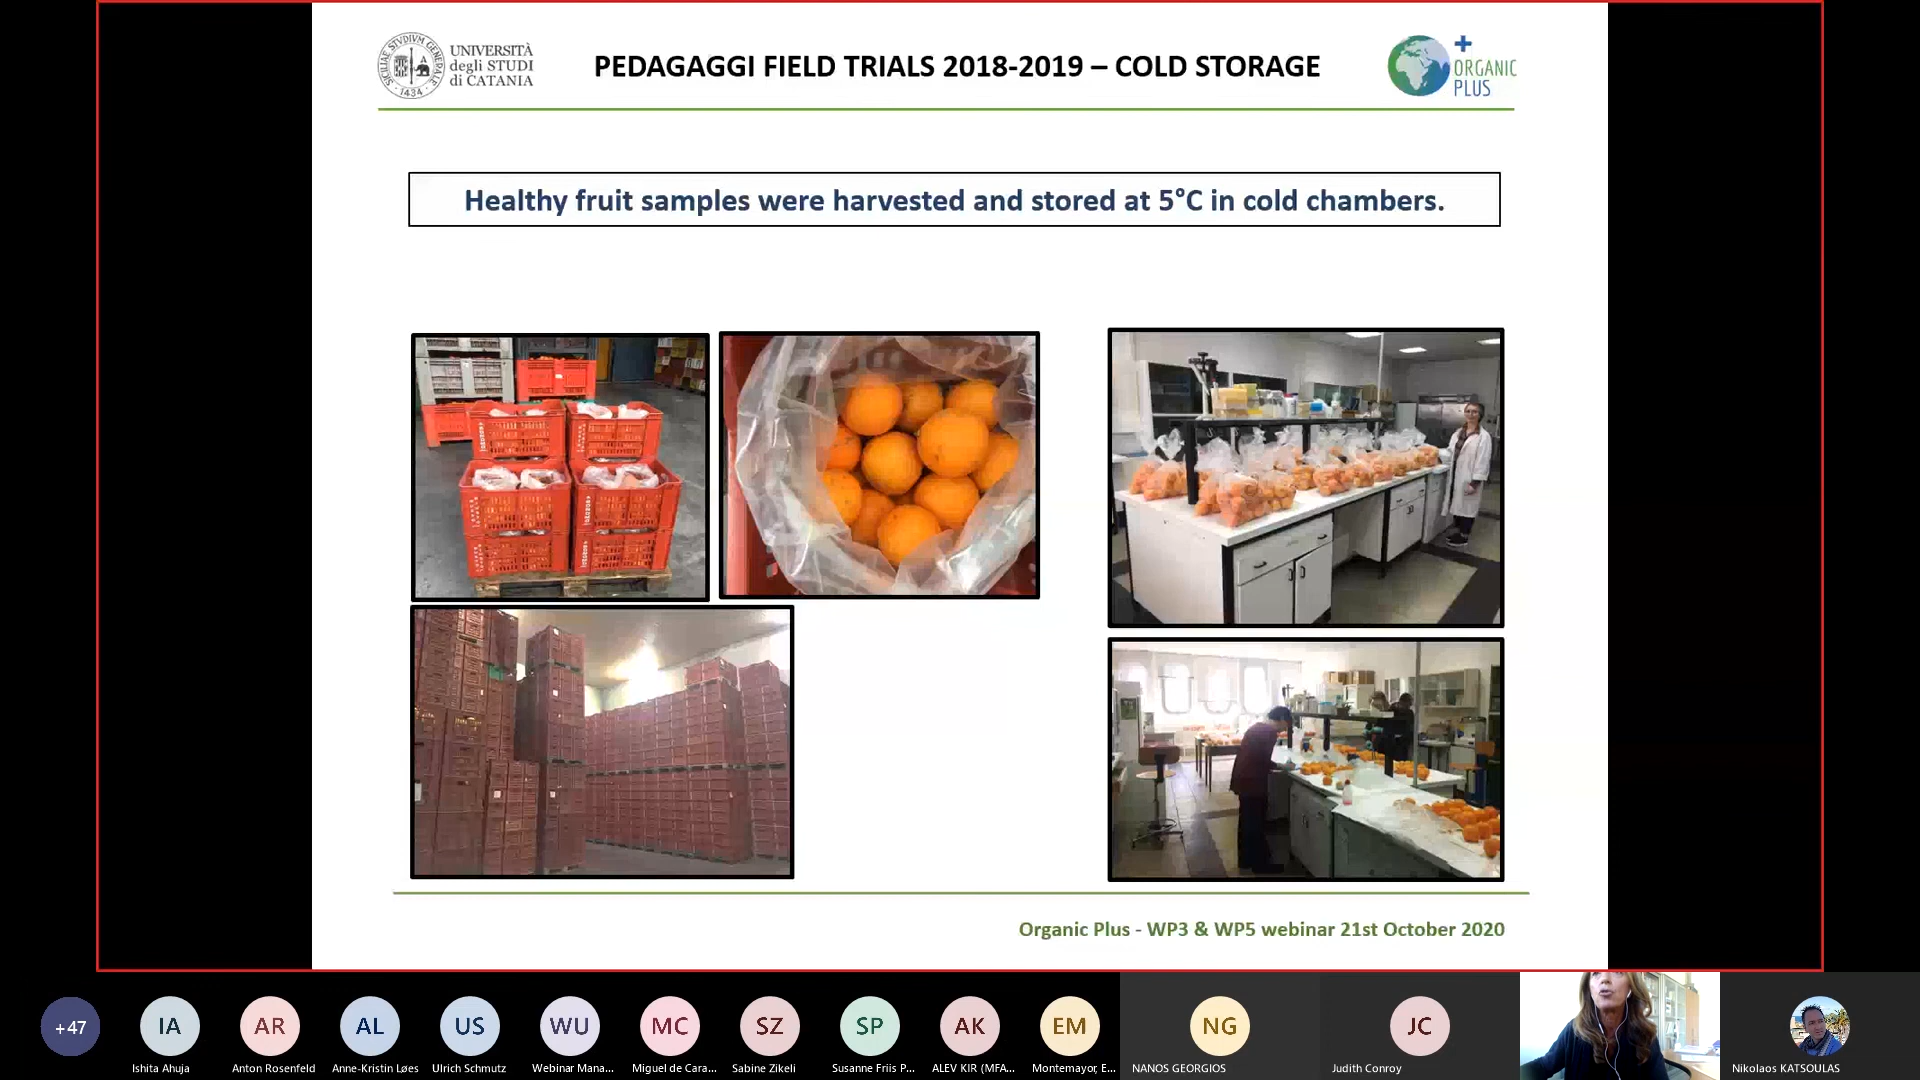 UNIVERSITÀ
degli STUDI
di CATANIA
1434
PEDAGAGGI FIELD TRIALS 2018-2019 – COLD STORAGE
ORGANIC
PLUS
Healthy fruit samples were harvested and stored at 5°C in cold chambers.
Organic Plus - WP3 & WP5 webinar 21st October 2020
+47
IA
AR
AL
US
WU
MC
SZ
SP
AK
EM
NG
JC
Ishita Ahuja
Anton Rosenfeld
Anne-Kristin Løes
Ulrich Schmutz
Webinar Mana...
Miguel de Cara...
Sabine Zikeli
Susanne Friis P...
ALEV KIR (MFA...
Montemayor, E...
NANOS GEORGIOS
Judith Conroy
Nikolaos KATSOULAS